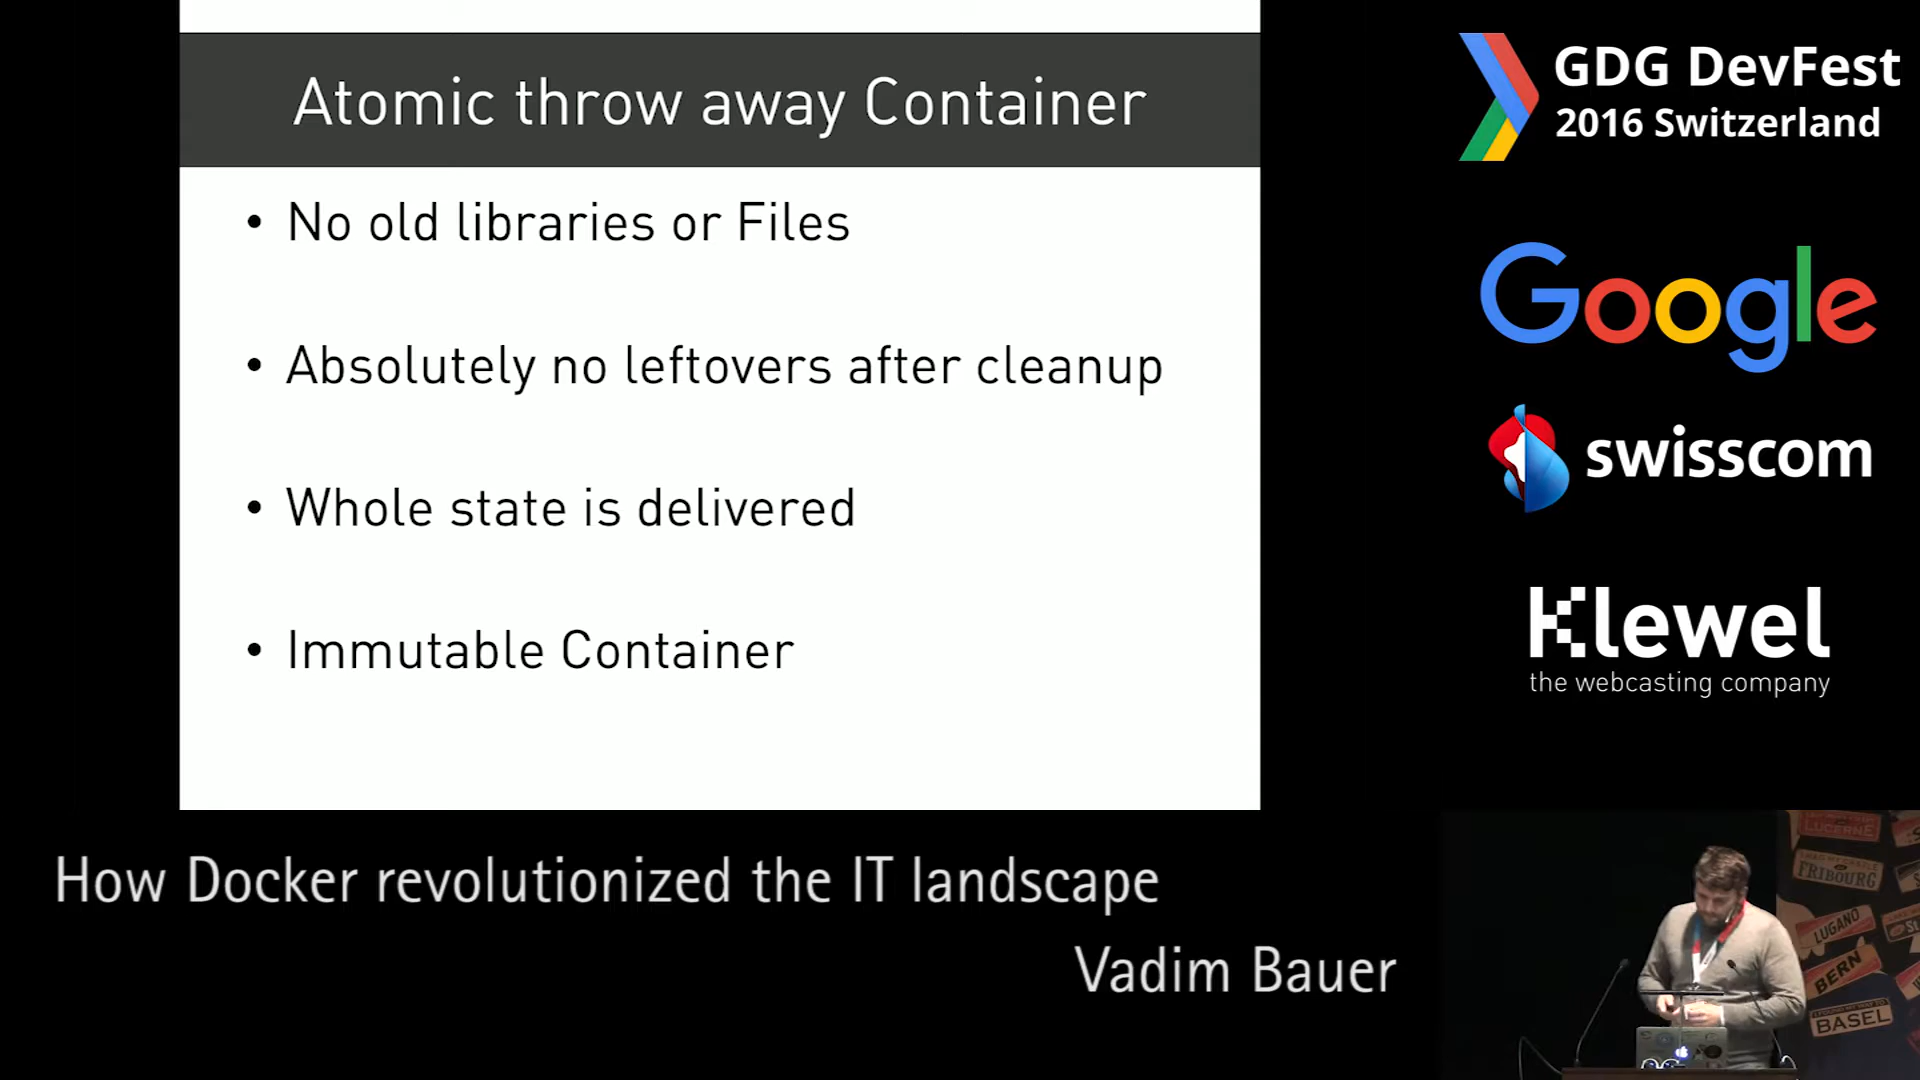 Atomic throw away Container
• No old libraries or Files
• Absolutely no leftovers after cleanup
• Whole state is delivered
• Immutable Container
GDG DevFest
2016 Switzerland
Google
swisscom
Klewel
the webcasting company
How Docker revolutionized the IT landscape
Vadim Bauer
LUCERNE
FRIBOURG
LUGANO
BERN
BASEL